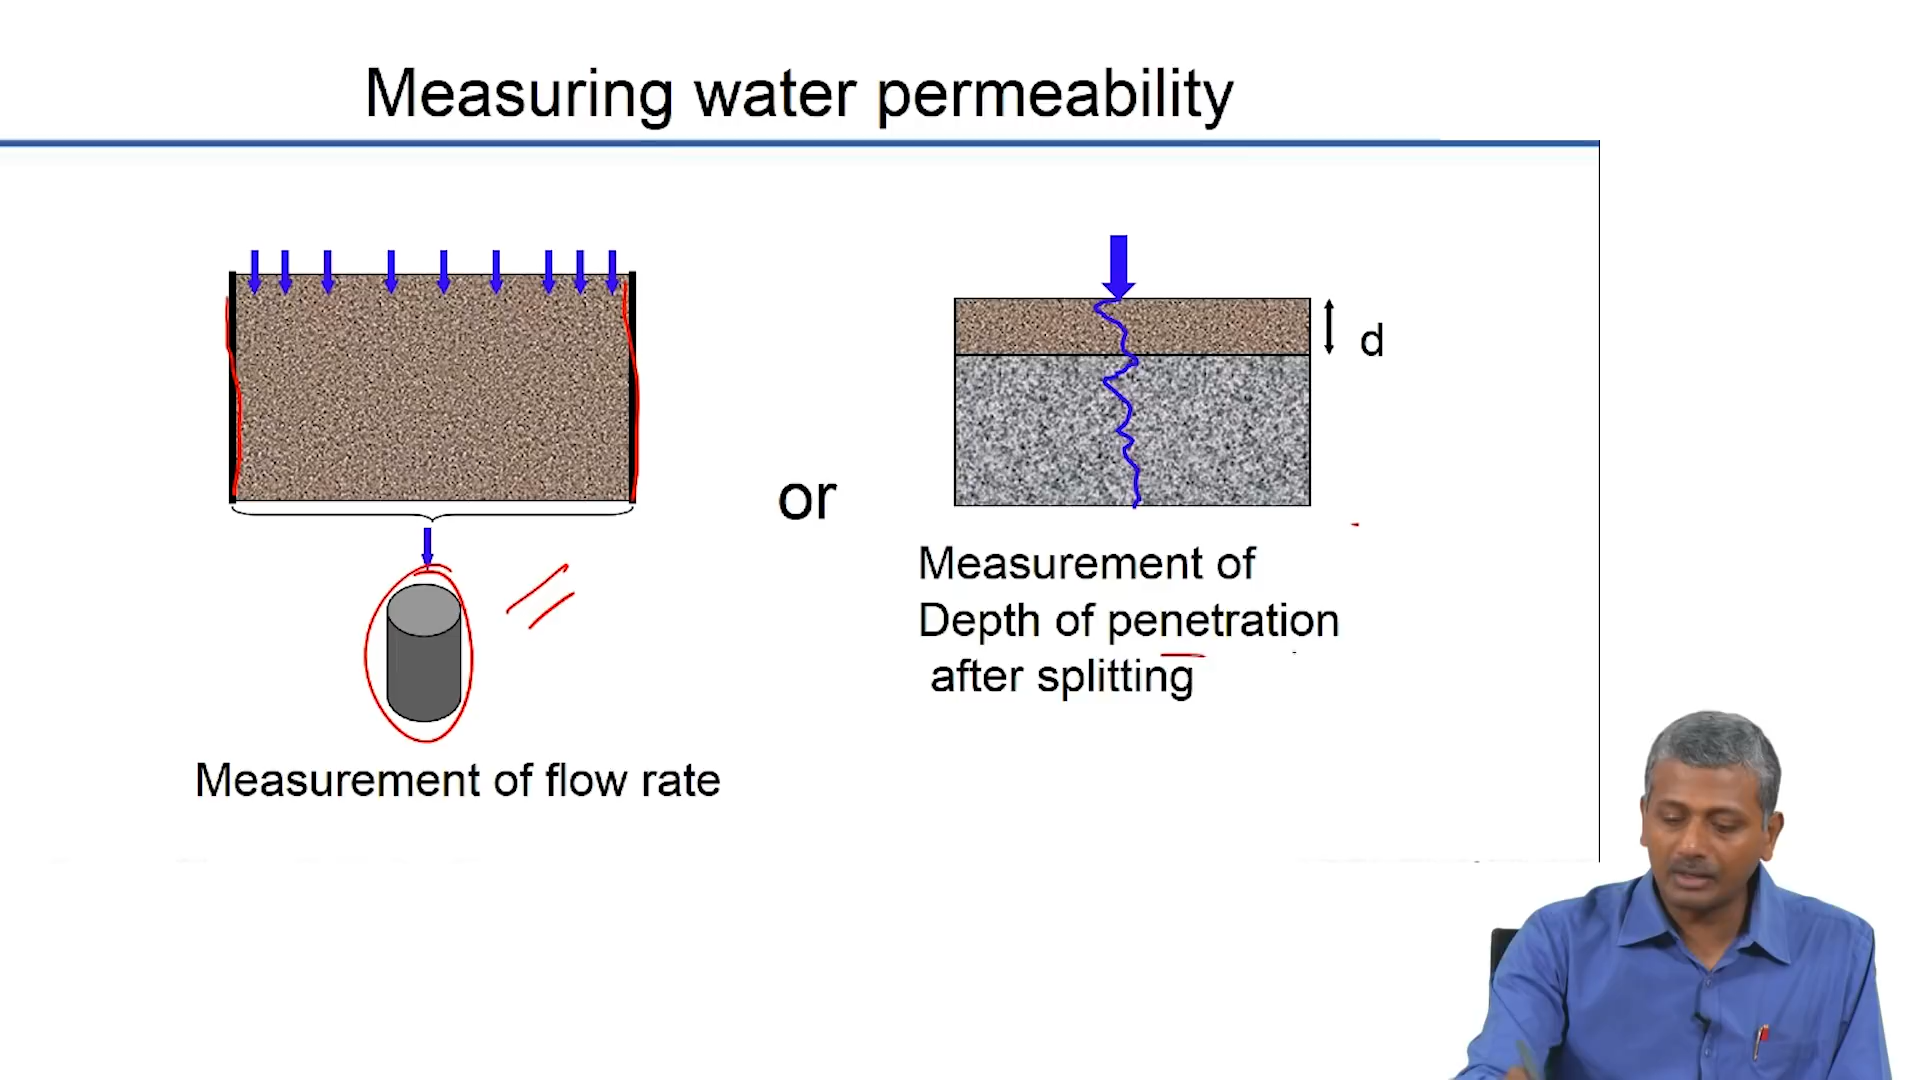 Measuring water permeability
or
d
Measurement of
Depth of penetration
after splitting
Measurement of flow rate